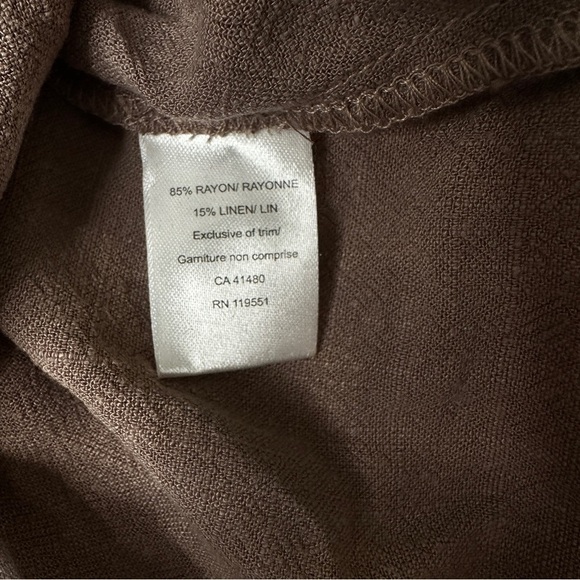 85% RAYON/ RAYONNE
15% LINEN/ LIN
Exclusive of trim/
Garniture non comprise
CA 41480
RN 119551